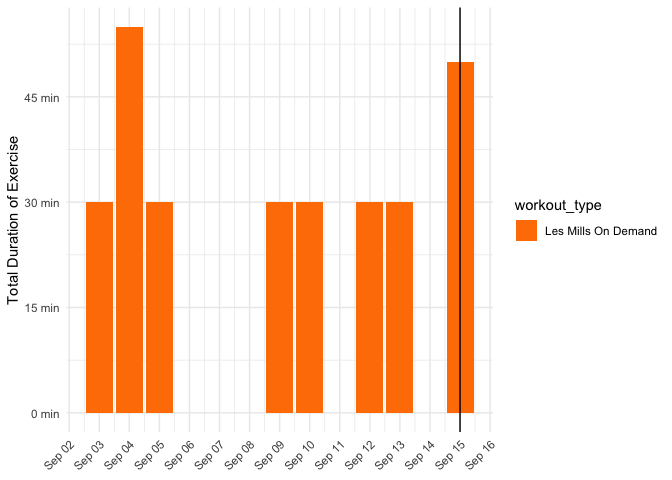 Total Duration of Exercise
45 min
30 min
15 min
0 min
Sep 02
Sep 03
Sep 04
Sep 05
Sep 06
Sep 07
Sep 08
Sep 09
Sep 10
Sep 11
Sep 12
Sep 13
Sep 14
Sep 15
Sep 16
workout_type
Les Mills On Demand